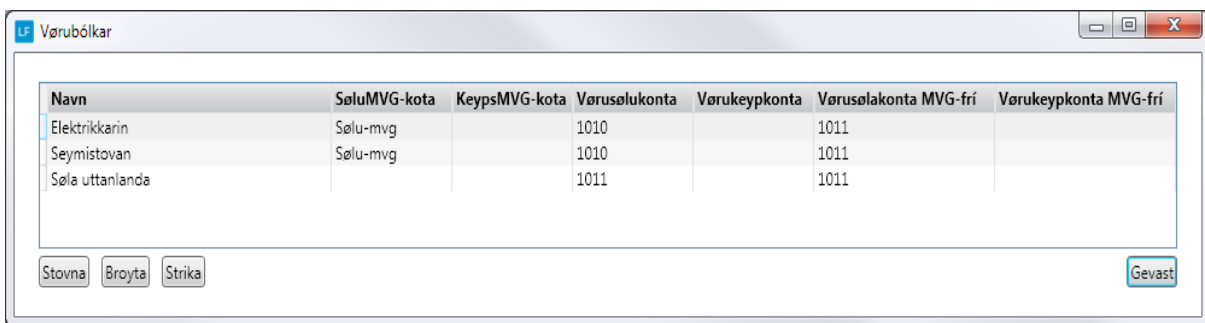 LF Vørubólkar
Navn SøluMVG-kota KeypsMVG-kota Vørusølukonta Vørukeypkonta Vørusølakonta MVG-frí Vørukeypkonta MVG-frí
Elektrikkarin Sølu-mvg 1010 1011
Seymistovan Sølu-mvg 1010 1011
Søla uttanlanda 1011 1011
Stovna Broyta Strika Gevast